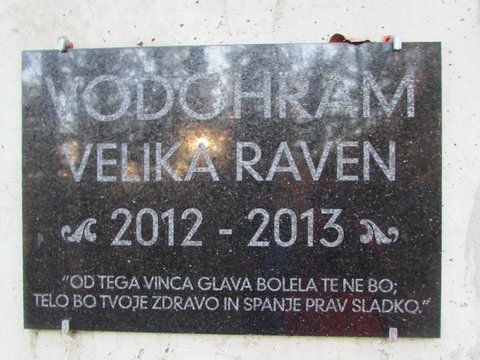 VODOHRAM
VELIKA RAVEN
2012 - 2013
"OD TEGA VINCA GLAVA BOLELA TE NE BO;
TELO BO TVOJE ZDRAVO IN SPANJE PRAV SLADKO."